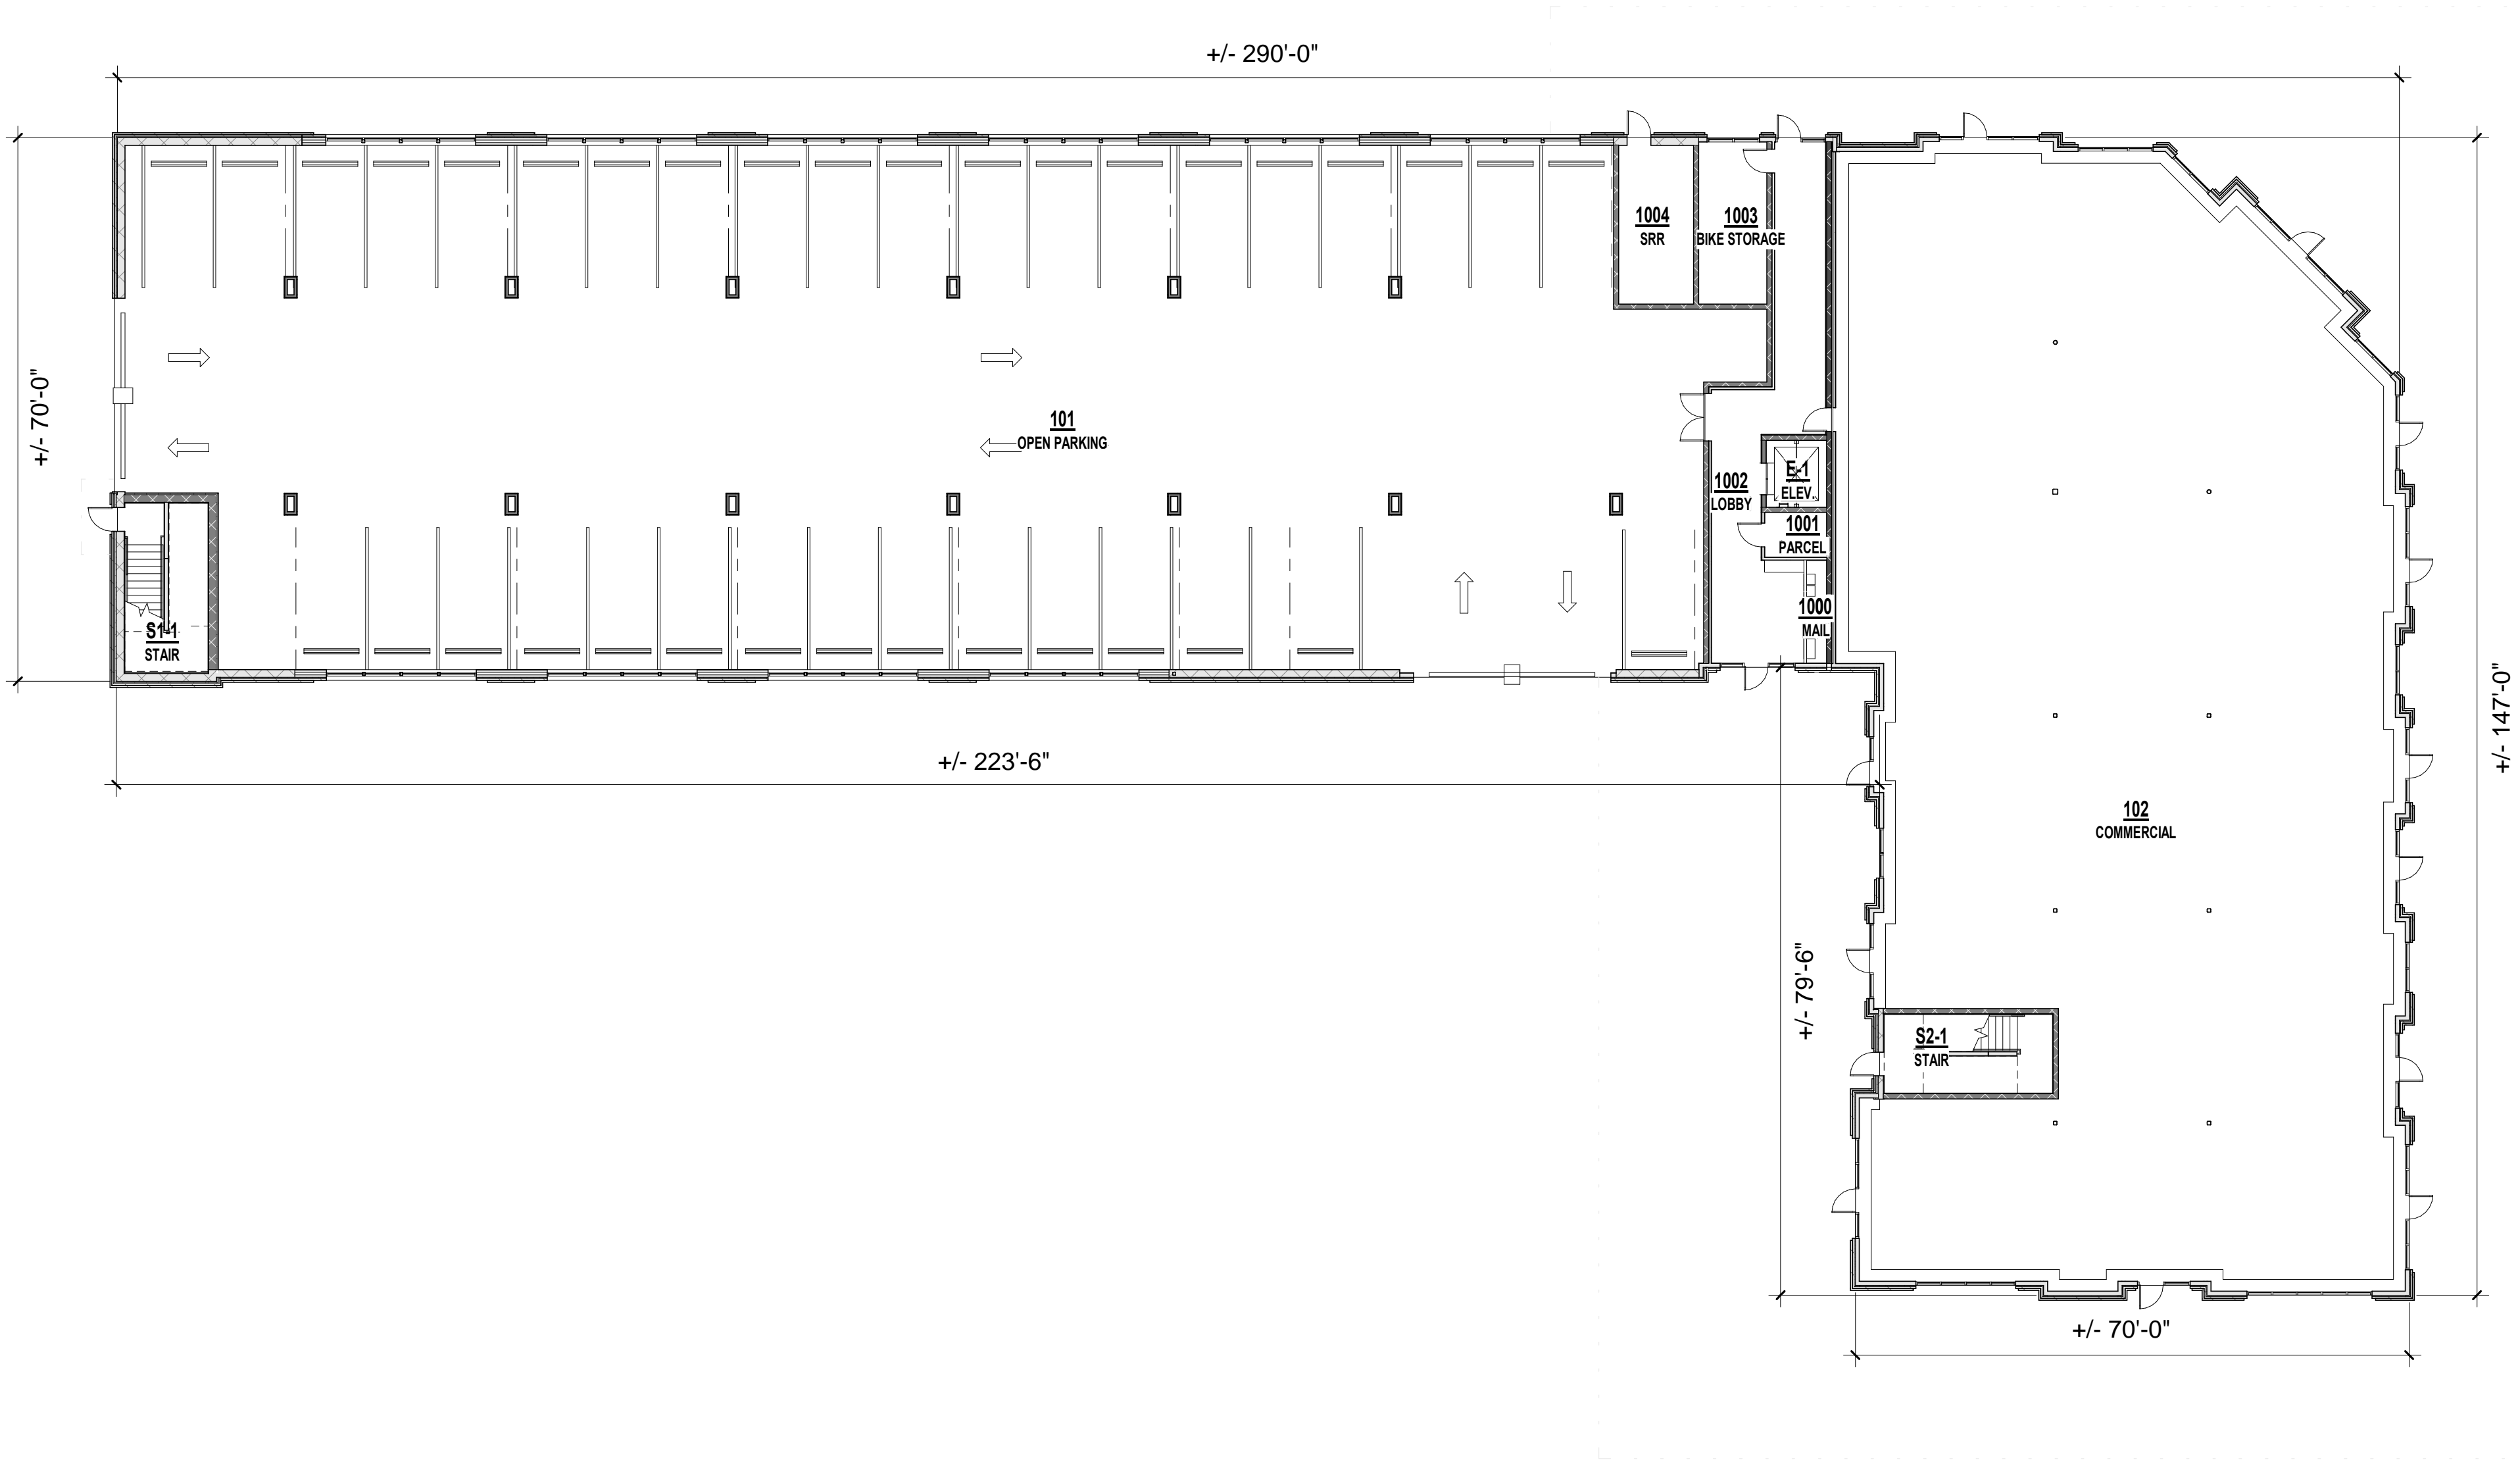 +/- 290'-0"
1004
SRR
1003
BIKE STORAGE
+/- 70'-0"
101
OPEN PARKING
E-1
ELEV.
1002
LOBBY
1001
PARCEL
1000
MAIL
S1-1
STAIR
+/- 147'-0"
+/- 223'-6"
102
COMMERCIAL
+/- 79'-6"
S2-1
STAIR
+/- 70'-0"